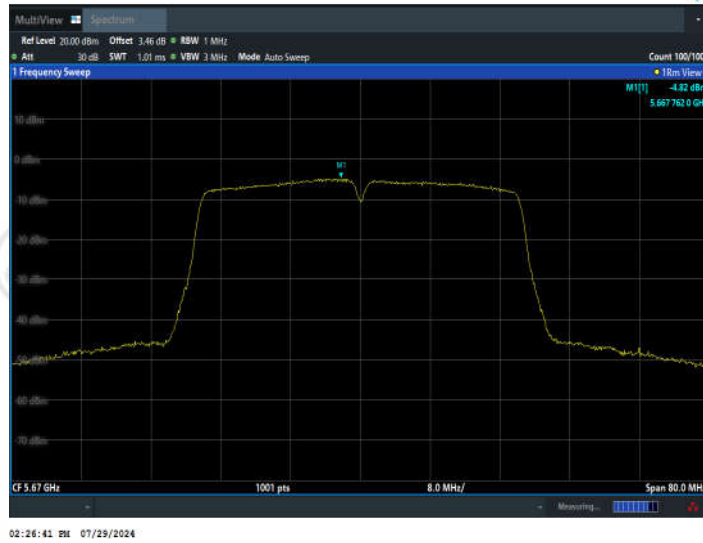 MultiView Spectrum
Ref Level 20.00 dBm Offset 3.46 dB RBW 1 MHz
Att 30 dB SWT 1.01 ms VBW 3 MHz Mode Auto Sweep Count 100/100
1 Frequency Sweep 1Rm View
M1[1] -4.82 dBm
5.667 762 0 GH
10 dBm
M1
0 dBm
-10 dBm
-20 dBm
-30 dBm
-40 dBm
-50 dBm
-60 dBm
-70 dBm
CF 5.67 GHz 1001 pts 8.0 MHz/ Span 80.0 MH
Measuring...
02:26:41 PM 07/29/2024